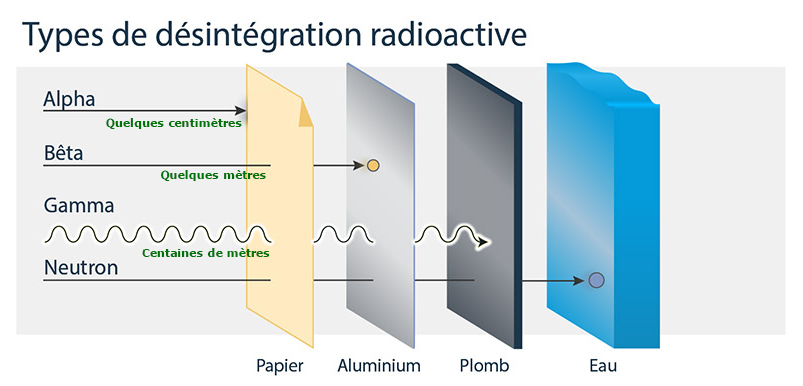 Types de désintégration radioactive
Alpha
Quelques centimètres
Bêta
Quelques mètres
Gamma
Centaines de mètres
Neutron
Papier
Aluminium
Plomb
Eau